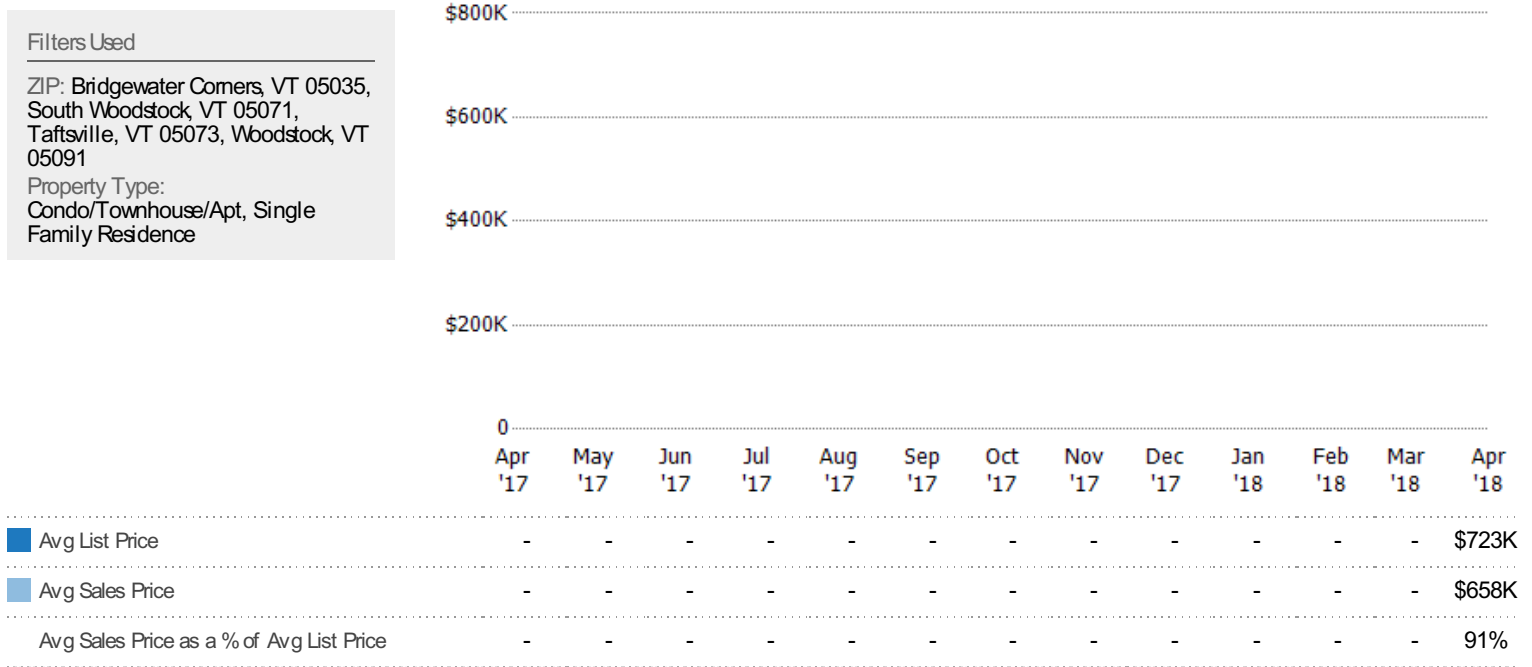 Filters Used
ZIP: Bridgewater Corners, VT 05035,
South Woodstock, VT 05071,
Taftsville, VT 05073, Woodstock, VT
05091
Property Type:
Condo/Townhouse/Apt, Single
Family Residence
$800K
$600K
$400K
$200K
0
Apr May Jun Jul Aug Sep Oct Nov Dec Jan Feb Mar Apr
'17 '17 '17 '17 '17 '17 '17 '17 '17 '18 '18 '18 '18
Avg List Price - - - - - - - - - - - - $723K
Avg Sales Price - - - - - - - - - - - - $658K
Avg Sales Price as a % of Avg List Price - - - - - - - - - - - - 91%